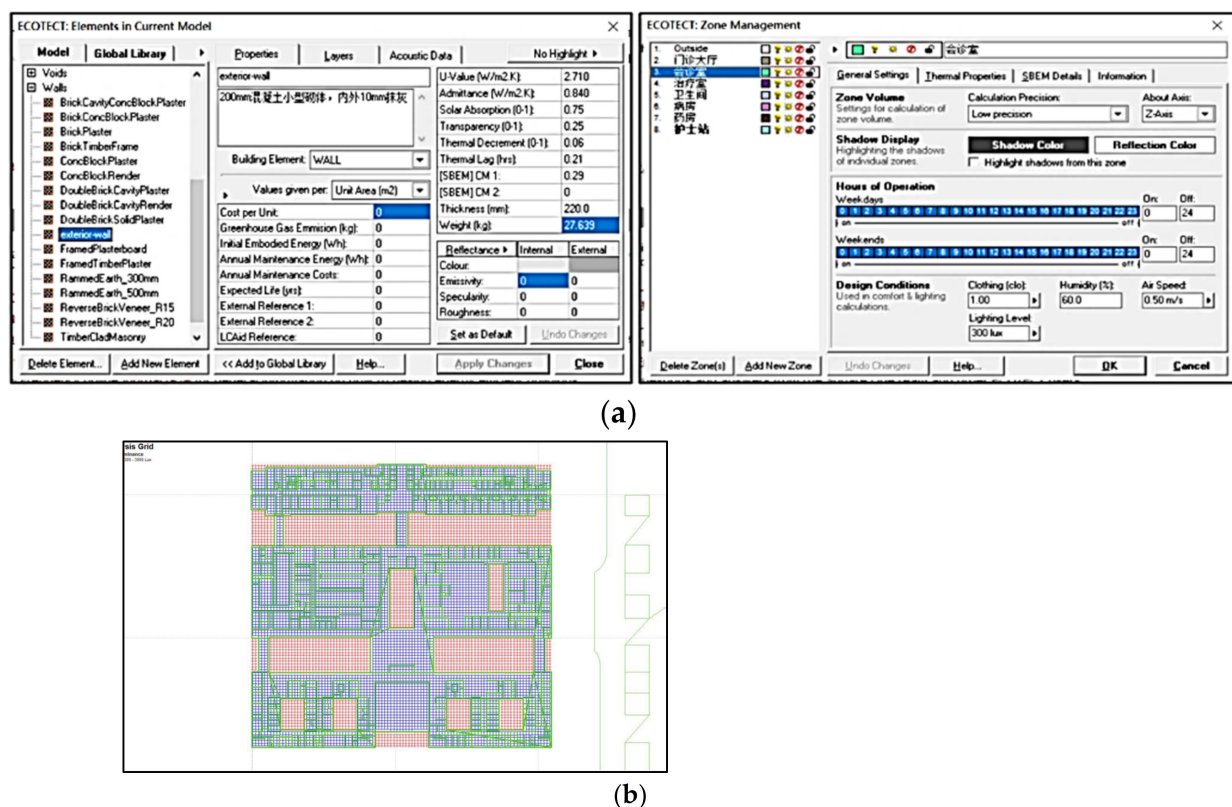 ECOTECT: Elements in Current Model
Model
Global Library
Properties
Layers
Acoustic Data
No Highlight
Voids
Walls
BrickCavityConcBlockPlaster
BrickConcBlockPlaster
BrickPlaster
BrickTimberFrame
ConcBlockPlaster
ConcBlockRender
DoubleBrickCavityPlaster
DoubleBrickCavityRender
DoubleBrickSolidPlaster
exterior-wall
FramedPlasterboard
FramedTimberPlaster
RammedEarth_300mm
RammedEarth_500mm
ReverseBrickVeneer_R15
ReverseBrickVeneer_R20
TimberCladMasonry
exterior-wall
200mm混凝土小型砌体，内外10mm抹灰
Building Element: WALL
Values given per: Unit Area (m2)
Cost per Unit: 0
Greenhouse Gas Emmision (kg): 0
Initial Embodied Energy (Wh): 0
Annual Maintenance Energy (Wh): 0
Annual Maintenance Costs: 0
Expected Life (yrs): 0
External Reference 1: 0
External Reference 2: 0
LCAid Reference: 0
U-Value (W/m2.K): 2.710
Admittance (W/m2.K): 0.840
Solar Absorption (0-1): 0.75
Transparency (0-1): 0.25
Thermal Decrement (0-1): 0.06
Thermal Lag (hrs): 0.21
[SBEM] CM 1: 0.29
[SBEM] CM 2: 0
Thickness (mm): 220.0
Weight (kg): 27.639
Reflectance Internal External
Colour:
Emissivity: 0 0
Specularity: 0 0
Roughness: 0 0
Set as Default
Undo Changes
Delete Element...
Add New Element
<< Add to Global Library
Help...
Apply Changes
Close
ECOTECT: Zone Management
1. Outside
2. 门诊大厅
3. 会诊室
4. 治疗室
5. 卫生间
6. 病房
7. 药房
8. 护士站
会诊室
General Settings
Thermal Properties
SBEM Details
Information
Zone Volume
Settings for calculation of
zone volume.
Calculation Precision:
Low precision
About Axis:
Z-Axis
Shadow Display
Highlighting the shadows
of individual zones.
Shadow Color
Reflection Color
Highlight shadows from this zone
Hours of Operation
Weekdays
0 1 2 3 4 5 6 7 8 9 10 11 12 13 14 15 16 17 18 19 20 21 22 23
on off
On: Off:
0 24
Weekends
0 1 2 3 4 5 6 7 8 9 10 11 12 13 14 15 16 17 18 19 20 21 22 23
on off
On: Off:
0 24
Design Conditions
Used in comfort & lighting
calculations.
Clothing (clo):
1.00
Humidity (%):
60.0
Air Speed:
0.50 m/s
Lighting Level:
300 lux
Delete Zone(s)
Add New Zone
Undo Changes
Help...
OK
Cancel
(a)
sis Grid
(b)